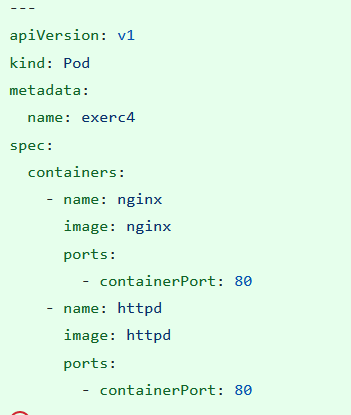 ---
apiVersion: v1
kind: Pod
metadata:
  name: exerc4
spec:
  containers:
    - name: nginx
      image: nginx
      ports:
        - containerPort: 80
    - name: httpd
      image: httpd
      ports:
        - containerPort: 80